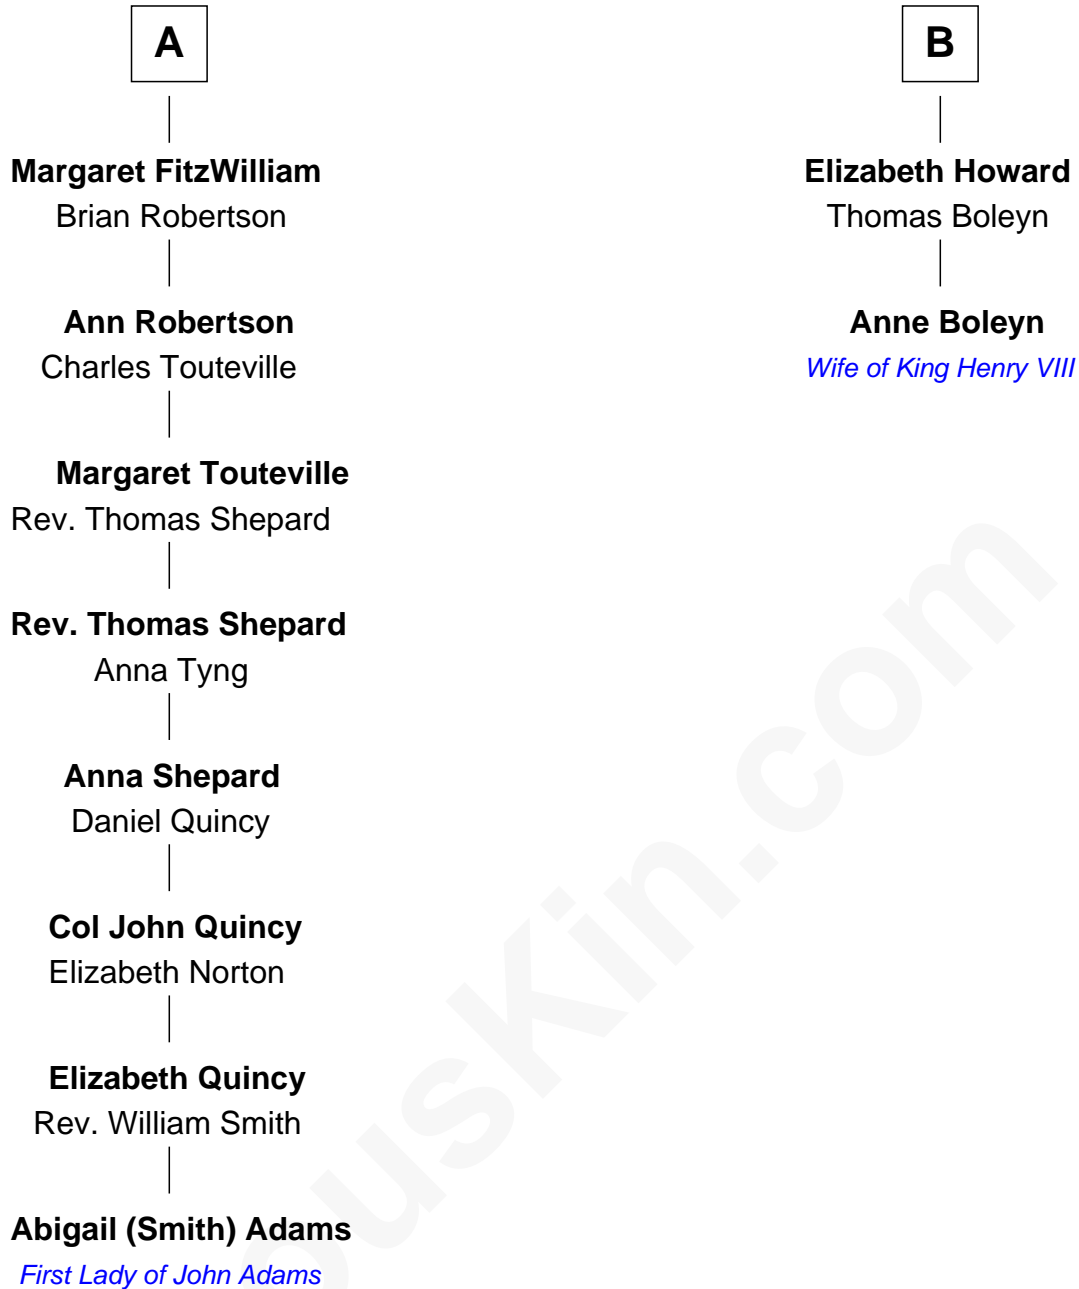 A
Margaret FitzWilliam
Brian Robertson
Ann Robertson
Charles Touteville
Margaret Touteville
Rev. Thomas Shepard
Rev. Thomas Shepard
Anna Tyng
Anna Shepard
Daniel Quincy
Col John Quincy
Elizabeth Norton
Elizabeth Quincy
Rev. William Smith
Abigail (Smith) Adams
First Lady of John Adams
B
Elizabeth Howard
Thomas Boleyn
Anne Boleyn
Wife of King Henry VIII
ouskin.com